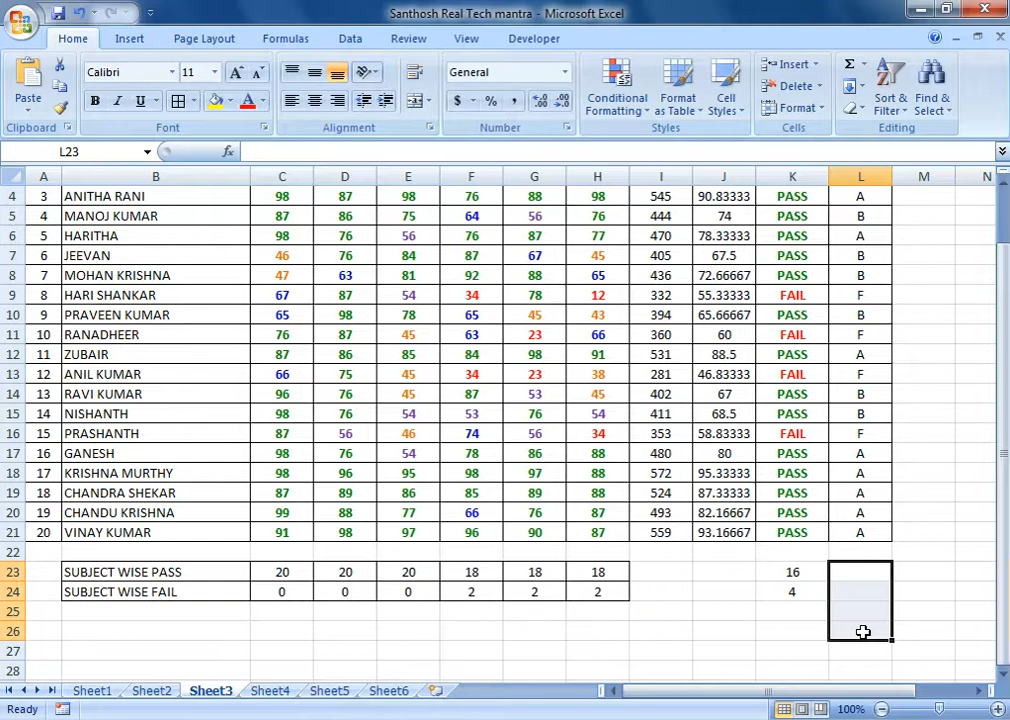 Santhosh Real Tech mantra - Microsoft Excel
Home Insert Page Layout Formulas Data Review View Developer
Calibri 11 General Insert Σ
Paste B I U A $ % , Conditional Formatting Format as Table Cell Styles Delete Format Sort & Filter Find & Select
Clipboard Font Alignment Number Styles Cells Editing
L23 fx
A B C D E F G H I J K L M N
4 3 ANITHA RANI 98 87 98 76 88 98 545 90.83333 PASS A
5 4 MANOJ KUMAR 87 86 75 64 56 76 444 74 PASS B
6 5 HARITHA 98 76 56 76 87 77 470 78.33333 PASS A
7 6 JEEVAN 46 76 84 87 67 45 405 67.5 PASS B
8 7 MOHAN KRISHNA 47 63 81 92 88 65 436 72.66667 PASS B
9 8 HARI SHANKAR 67 87 54 34 78 12 332 55.33333 FAIL F
10 9 PRAVEEN KUMAR 65 98 78 65 45 43 394 65.66667 PASS B
11 10 RANADHEER 76 87 45 63 23 66 360 60 FAIL F
12 11 ZUBAIR 87 86 85 84 98 91 531 88.5 PASS A
13 12 ANIL KUMAR 66 75 45 34 23 38 281 46.83333 FAIL F
14 13 RAVI KUMAR 96 76 45 87 53 45 402 67 PASS B
15 14 NISHANTH 98 76 54 53 76 54 411 68.5 PASS B
16 15 PRASHANTH 87 56 46 74 56 34 353 58.83333 FAIL F
17 16 GANESH 98 76 54 78 86 88 480 80 PASS A
18 17 KRISHNA MURTHY 98 96 95 98 97 88 572 95.33333 PASS A
19 18 CHANDRA SHEKAR 87 89 86 85 89 88 524 87.33333 PASS A
20 19 CHANDU KRISHNA 99 88 77 66 76 87 493 82.16667 PASS A
21 20 VINAY KUMAR 91 98 97 96 90 87 559 93.16667 PASS A
22
23 SUBJECT WISE PASS 20 20 20 18 18 18 16
24 SUBJECT WISE FAIL 0 0 0 2 2 2 4
25
26
27
28
Sheet1 Sheet2 Sheet3 Sheet4 Sheet5 Sheet6
Ready 100%